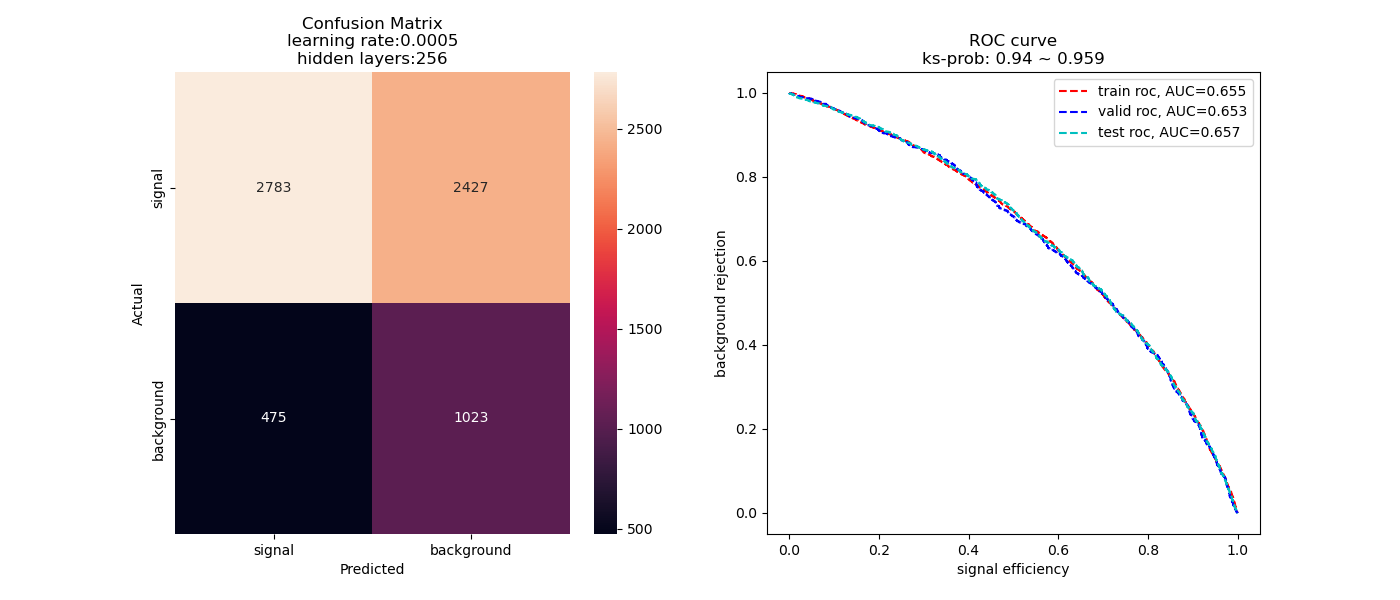 Confusion Matrix
learning rate:0.0005
hidden layers:256
signal
background
Actual
2783
2427
475
1023
signal
background
Predicted
2500
2000
1500
1000
500
ROC curve
ks-prob: 0.94 ~ 0.959
train roc, AUC=0.655
valid roc, AUC=0.653
test roc, AUC=0.657
background rejection
1.0
0.8
0.6
0.4
0.2
0.0
0.0 0.2 0.4 0.6 0.8 1.0
signal efficiency